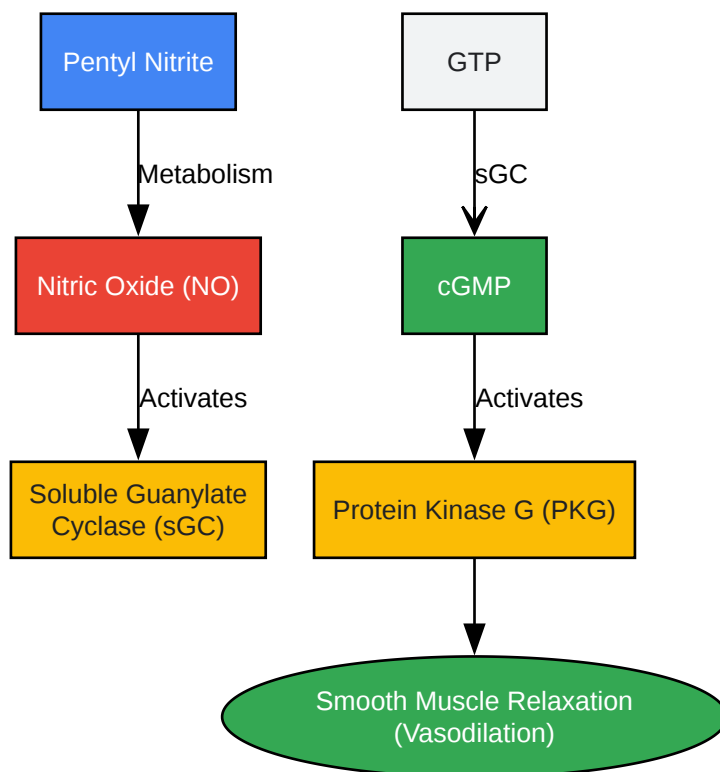 Pentyl Nitrite
GTP
Metabolism
sGC
Nitric Oxide (NO)
cGMP
Activates
Activates
Soluble Guanylate
Cyclase (sGC)
Protein Kinase G (PKG)
Smooth Muscle Relaxation
(Vasodilation)